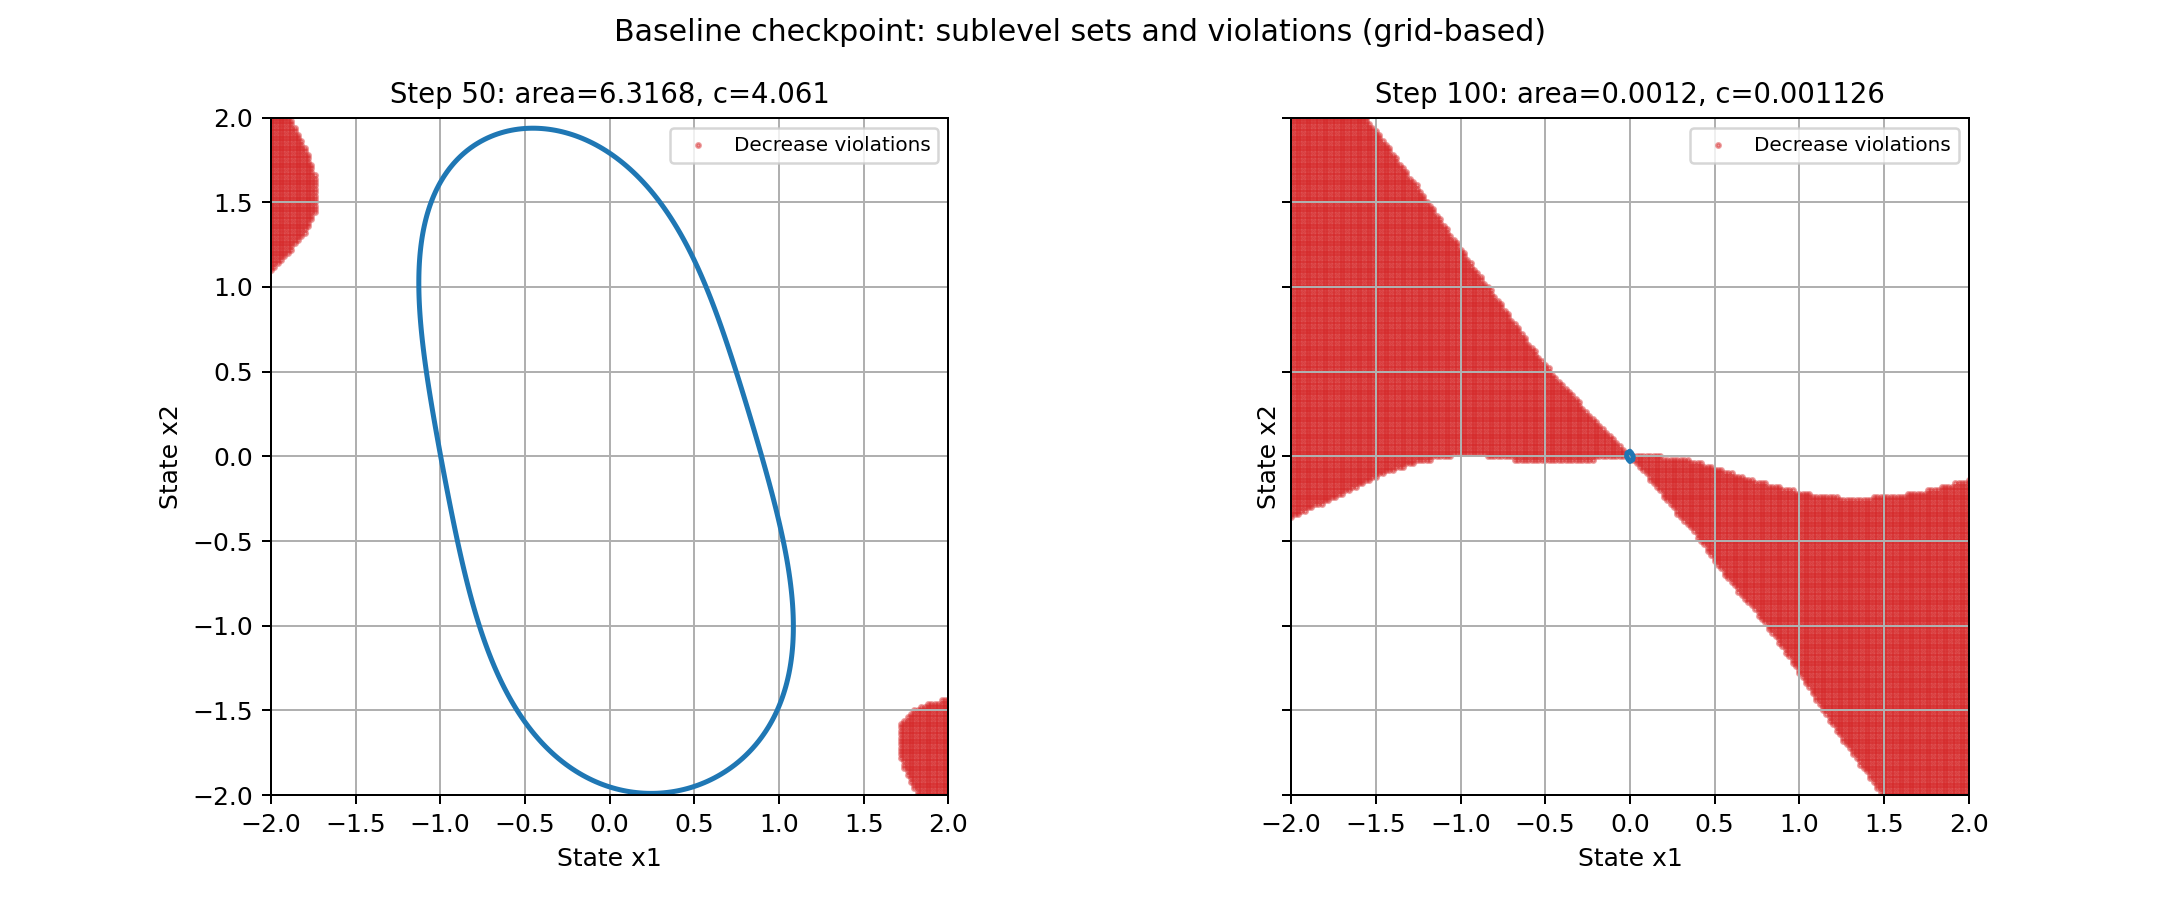 Baseline checkpoint: sublevel sets and violations (grid-based)
Step 50: area=6.3168, c=4.061
Decrease violations
2.0
1.5
1.0
0.5
0.0
−0.5
−1.0
−1.5
−2.0
State x2
−2.0 −1.5 −1.0 −0.5 0.0 0.5 1.0 1.5 2.0
State x1
Step 100: area=0.0012, c=0.001126
Decrease violations
State x2
−2.0 −1.5 −1.0 −0.5 0.0 0.5 1.0 1.5 2.0
State x1